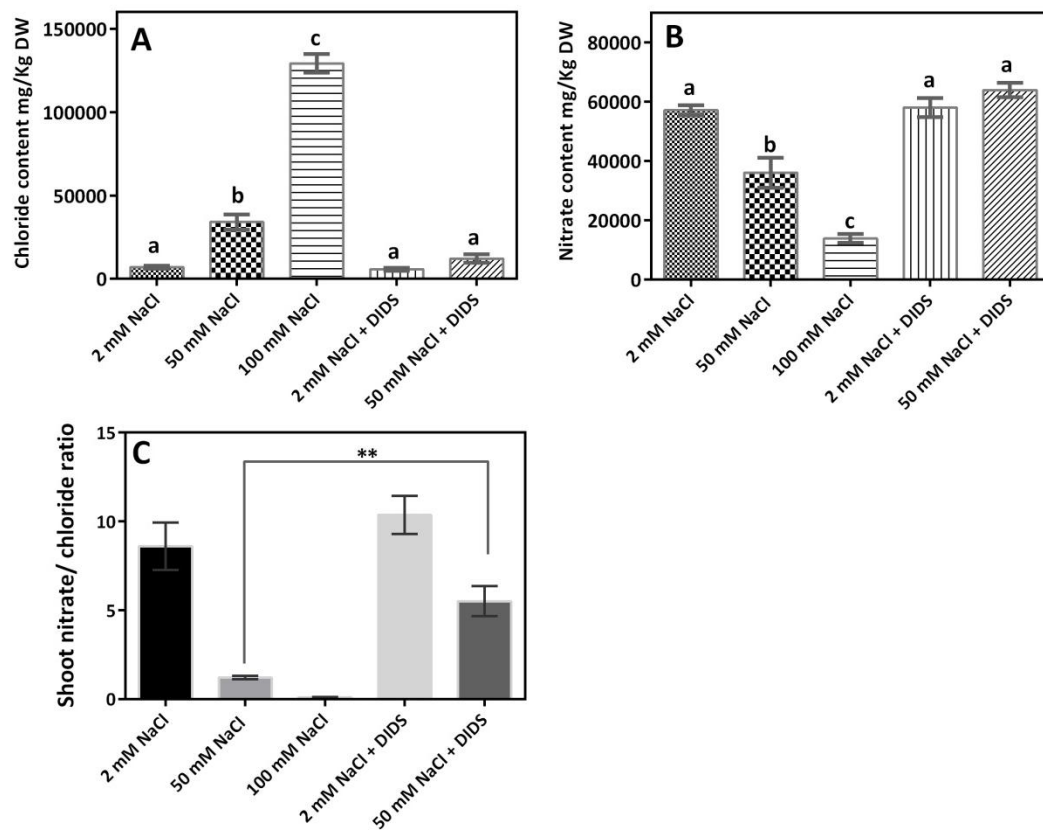 A
Chloride content mg/Kg DW
150000
100000
50000
0
a
b
c
a
a
2 mM NaCl
50 mM NaCl
100 mM NaCl
2 mM NaCl + DIDS
50 mM NaCl + DIDS
B
Nitrate content mg/Kg DW
80000
60000
40000
20000
0
a
b
c
a
a
2 mM NaCl
50 mM NaCl
100 mM NaCl
2 mM NaCl + DIDS
50 mM NaCl + DIDS
C
Shoot nitrate/ chloride ratio
15
10
5
0
**
2 mM NaCl
50 mM NaCl
100 mM NaCl
2 mM NaCl + DIDS
50 mM NaCl + DIDS